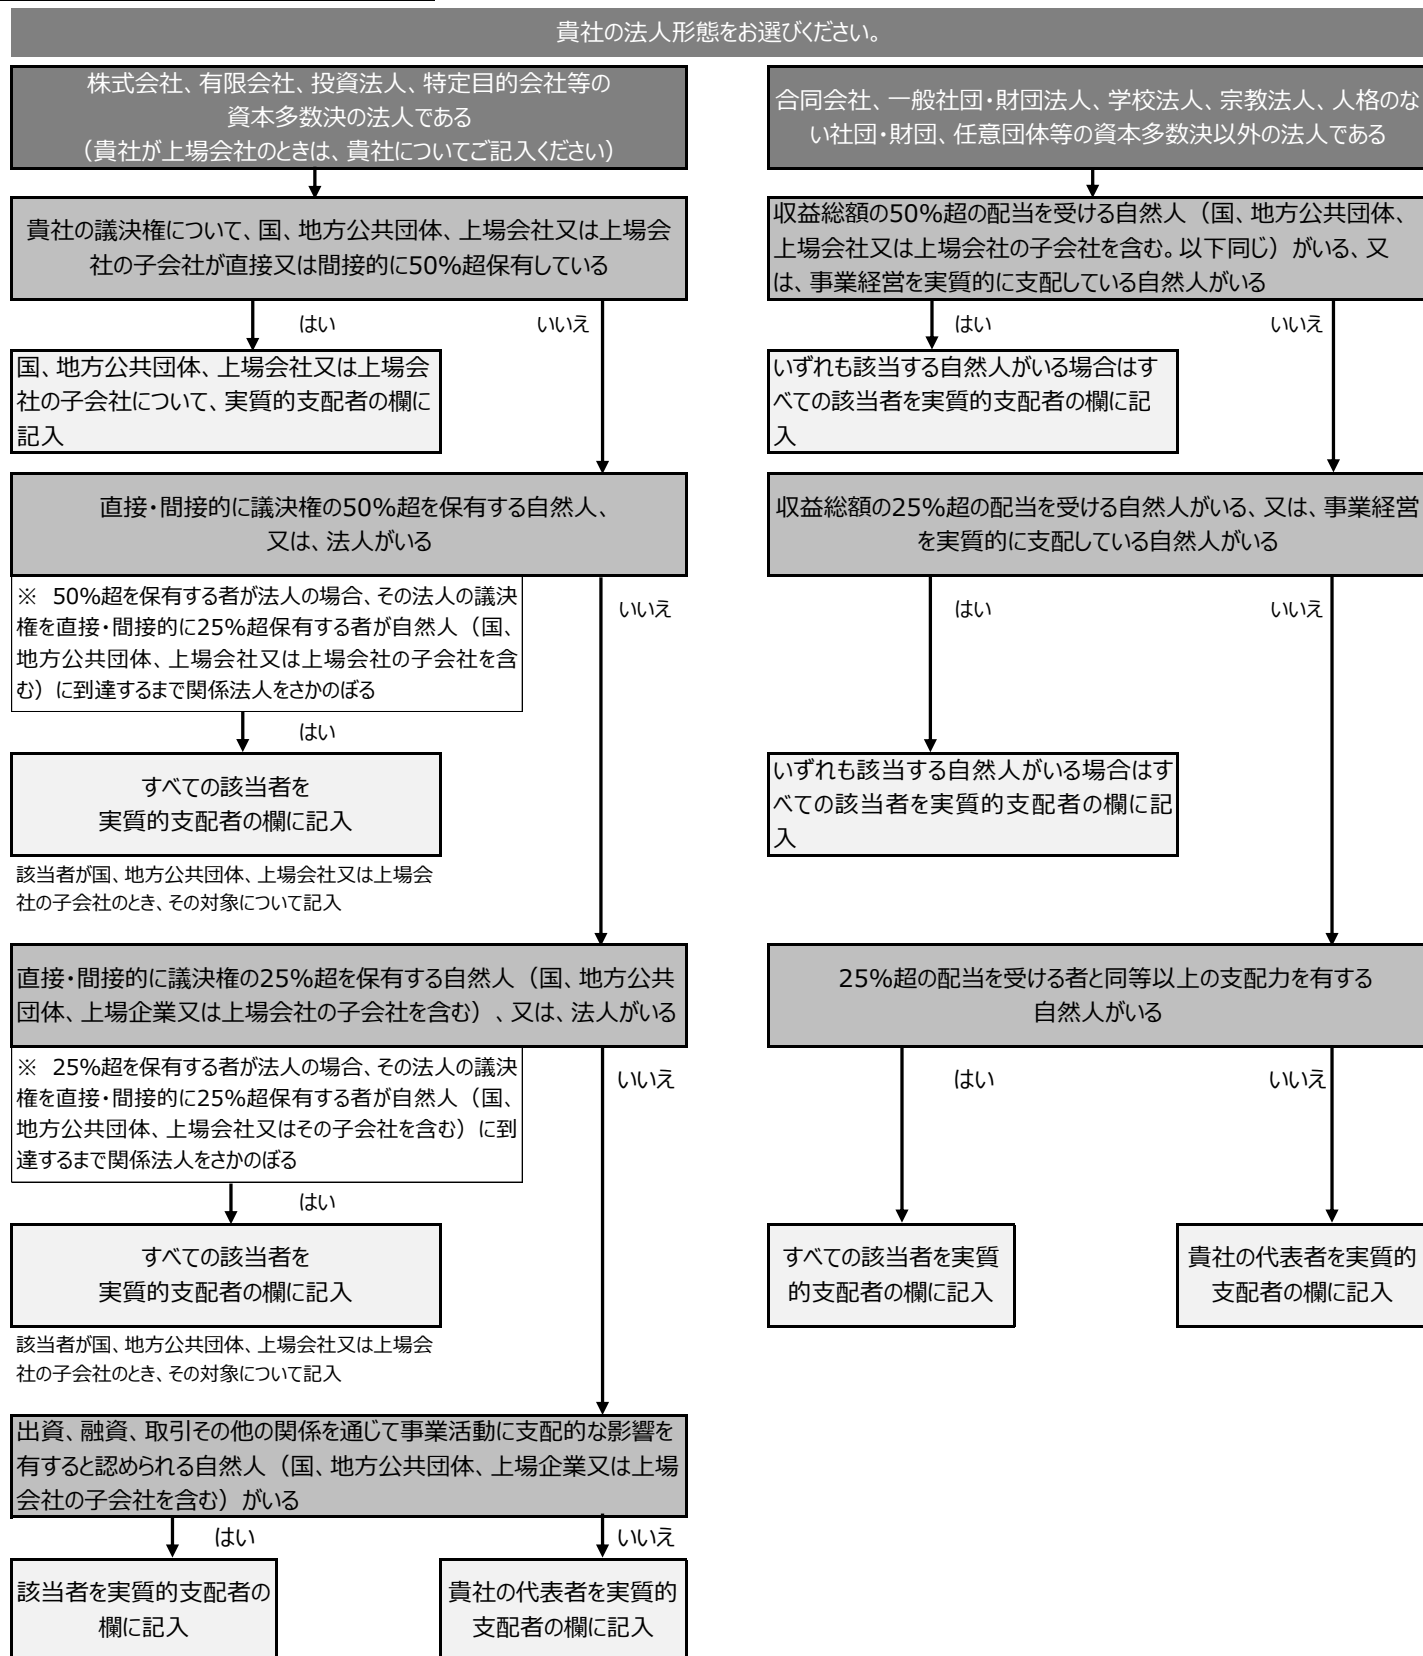 貴社の法人形態をお選びください。
株式会社、有限会社、投資法人、特定目的会社等の
資本多数決の法人である
（貴社が上場会社のときは、貴社についてご記入ください）
貴社の議決権について、国、地方公共団体、上場会社又は上場会
社の子会社が直接又は間接的に50%超保有している
はい
いいえ
国、地方公共団体、上場会社又は上場会
社の子会社について、実質的支配者の欄に
記入
直接・間接的に議決権の50%超を保有する自然人、
又は、法人がいる
※ 50%超を保有する者が法人の場合、その法人の議決
権を直接・間接的に25%超保有する者が自然人（国、
地方公共団体、上場会社又は上場会社の子会社を含
む）に到達するまで関係法人をさかのぼる
いいえ
はい
すべての該当者を
実質的支配者の欄に記入
該当者が国、地方公共団体、上場会社又は上場会
社の子会社のとき、その対象について記入
直接・間接的に議決権の25%超を保有する自然人（国、地方公共
団体、上場企業又は上場会社の子会社を含む）、又は、法人がいる
※ 25%超を保有する者が法人の場合、その法人の議決
権を直接・間接的に25%超保有する者が自然人（国、
地方公共団体、上場会社又はその子会社を含む）に到
達するまで関係法人をさかのぼる
いいえ
はい
すべての該当者を
実質的支配者の欄に記入
該当者が国、地方公共団体、上場会社又は上場会
社の子会社のとき、その対象について記入
出資、融資、取引その他の関係を通じて事業活動に支配的な影響を
有すると認められる自然人（国、地方公共団体、上場企業又は上場
会社の子会社を含む）がいる
はい
いいえ
該当者を実質的支配者の
欄に記入
貴社の代表者を実質的
支配者の欄に記入
合同会社、一般社団・財団法人、学校法人、宗教法人、人格のな
い社団・財団、任意団体等の資本多数決以外の法人である
収益総額の50%超の配当を受ける自然人（国、地方公共団体、
上場会社又は上場会社の子会社を含む。以下同じ）がいる、又
は、事業経営を実質的に支配している自然人がいる
はい
いいえ
いずれも該当する自然人がいる場合はす
べての該当者を実質的支配者の欄に記
入
収益総額の25%超の配当を受ける自然人がいる、又は、事業経営
を実質的に支配している自然人がいる
はい
いいえ
いずれも該当する自然人がいる場合はす
べての該当者を実質的支配者の欄に記
入
25%超の配当を受ける者と同等以上の支配力を有する
自然人がいる
はい
いいえ
すべての該当者を実質
的支配者の欄に記入
貴社の代表者を実質的
支配者の欄に記入